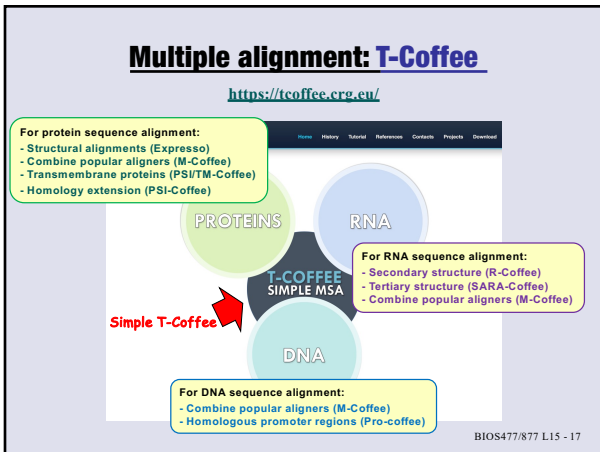 Multiple alignment: T-Coffee
https://tcoffee.crg.eu/
For protein sequence alignment:
- Structural alignments (Expresso)
- Combine popular aligners (M-Coffee)
- Transmembrane proteins (PSI/TM-Coffee)
- Homology extension (PSI-Coffee)
Home History Tutorial References Contacts Projects Download
PROTEINS
RNA
For RNA sequence alignment:
- Secondary structure (R-Coffee)
- Tertiary structure (SARA-Coffee)
- Combine popular aligners (M-Coffee)
T-COFFEE
SIMPLE MSA
Simple T-Coffee
DNA
For DNA sequence alignment:
- Combine popular aligners (M-Coffee)
- Homologous promoter regions (Pro-coffee)
BIOS477/877 L15 - 17